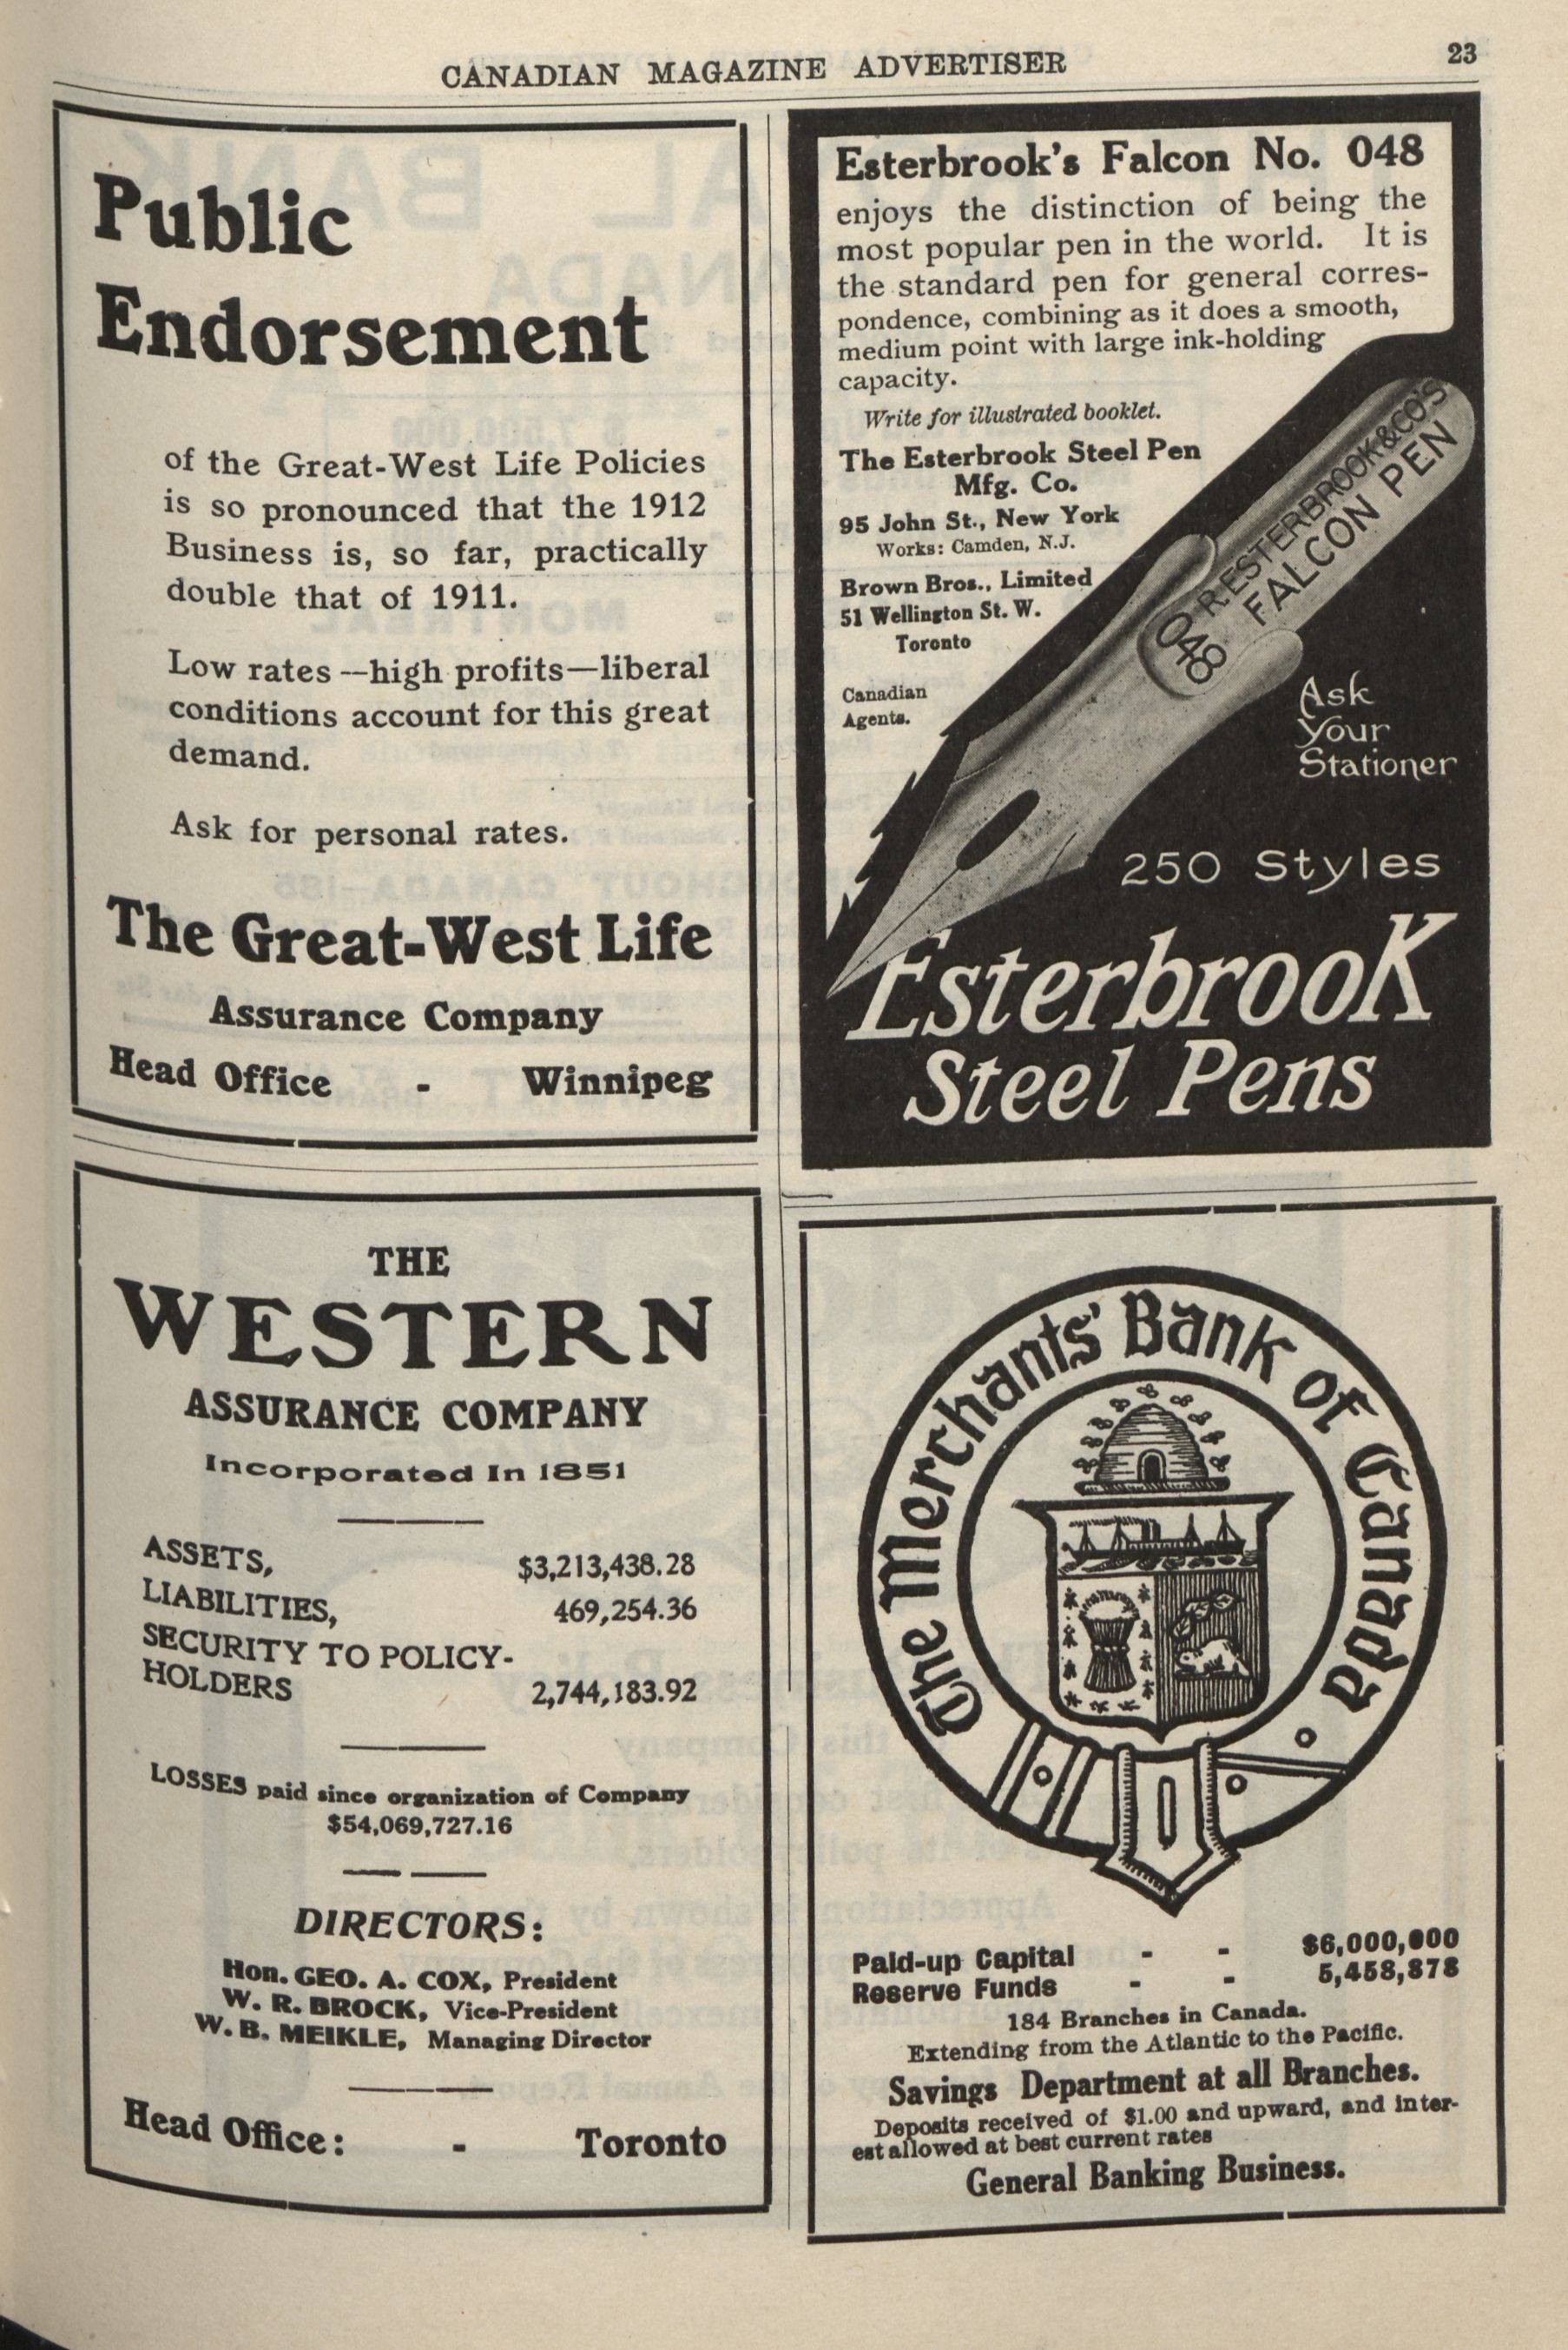 CANADIAN MAGAZINE ADVERTISER
23
Public
Endorsement
of the Great-West Life Policies
is so pronounced that the 1912
Business is, so far, practically
double that of 1911.
Low rates—high profits—liberal
conditions account for this great
demand.
Ask for personal rates.
The Great-West Life
Assurance Company
Head Office - Winnipeg
Esterbrook's Falcon No. 048
enjoys the distinction of being the
most popular pen in the world. It is
the standard pen for general corres-
pondence, combining as it does a smooth,
medium point with large ink-holding
capacity.
Write for illustrated booklet.
The Esterbrook Steel Pen
Mfg. Co.
95 John St., New York
Works: Camden, N.J.
Brown Bros., Limited
51 Wellington St. W.
Toronto
Canadian
Agents.
048
R. ESTERBROOK & CO'S
FALCON PEN
Ask
Your
Stationer
250 Styles
Esterbrook
Steel Pens
THE
WESTERN
ASSURANCE COMPANY
Incorporated In 1851
ASSETS, $3,213,438.28
LIABILITIES, 469,254.36
SECURITY TO POLICY-
HOLDERS 2,744,183.92
LOSSES paid since organization of Company
$54,069,727.16
DIRECTORS:
Hon. GEO. A. COX, President
W. R. BROCK, Vice-President
W. B. MEIKLE, Managing Director
Head Office: - Toronto
The Merchants' Bank of Canada
Paid-up Capital - - $6,000,000
Reserve Funds - - 5,458,878
184 Branches in Canada.
Extending from the Atlantic to the Pacific.
Savings Department at all Branches.
Deposits received of $1.00 and upward, and inter-
est allowed at best current rates
General Banking Business.